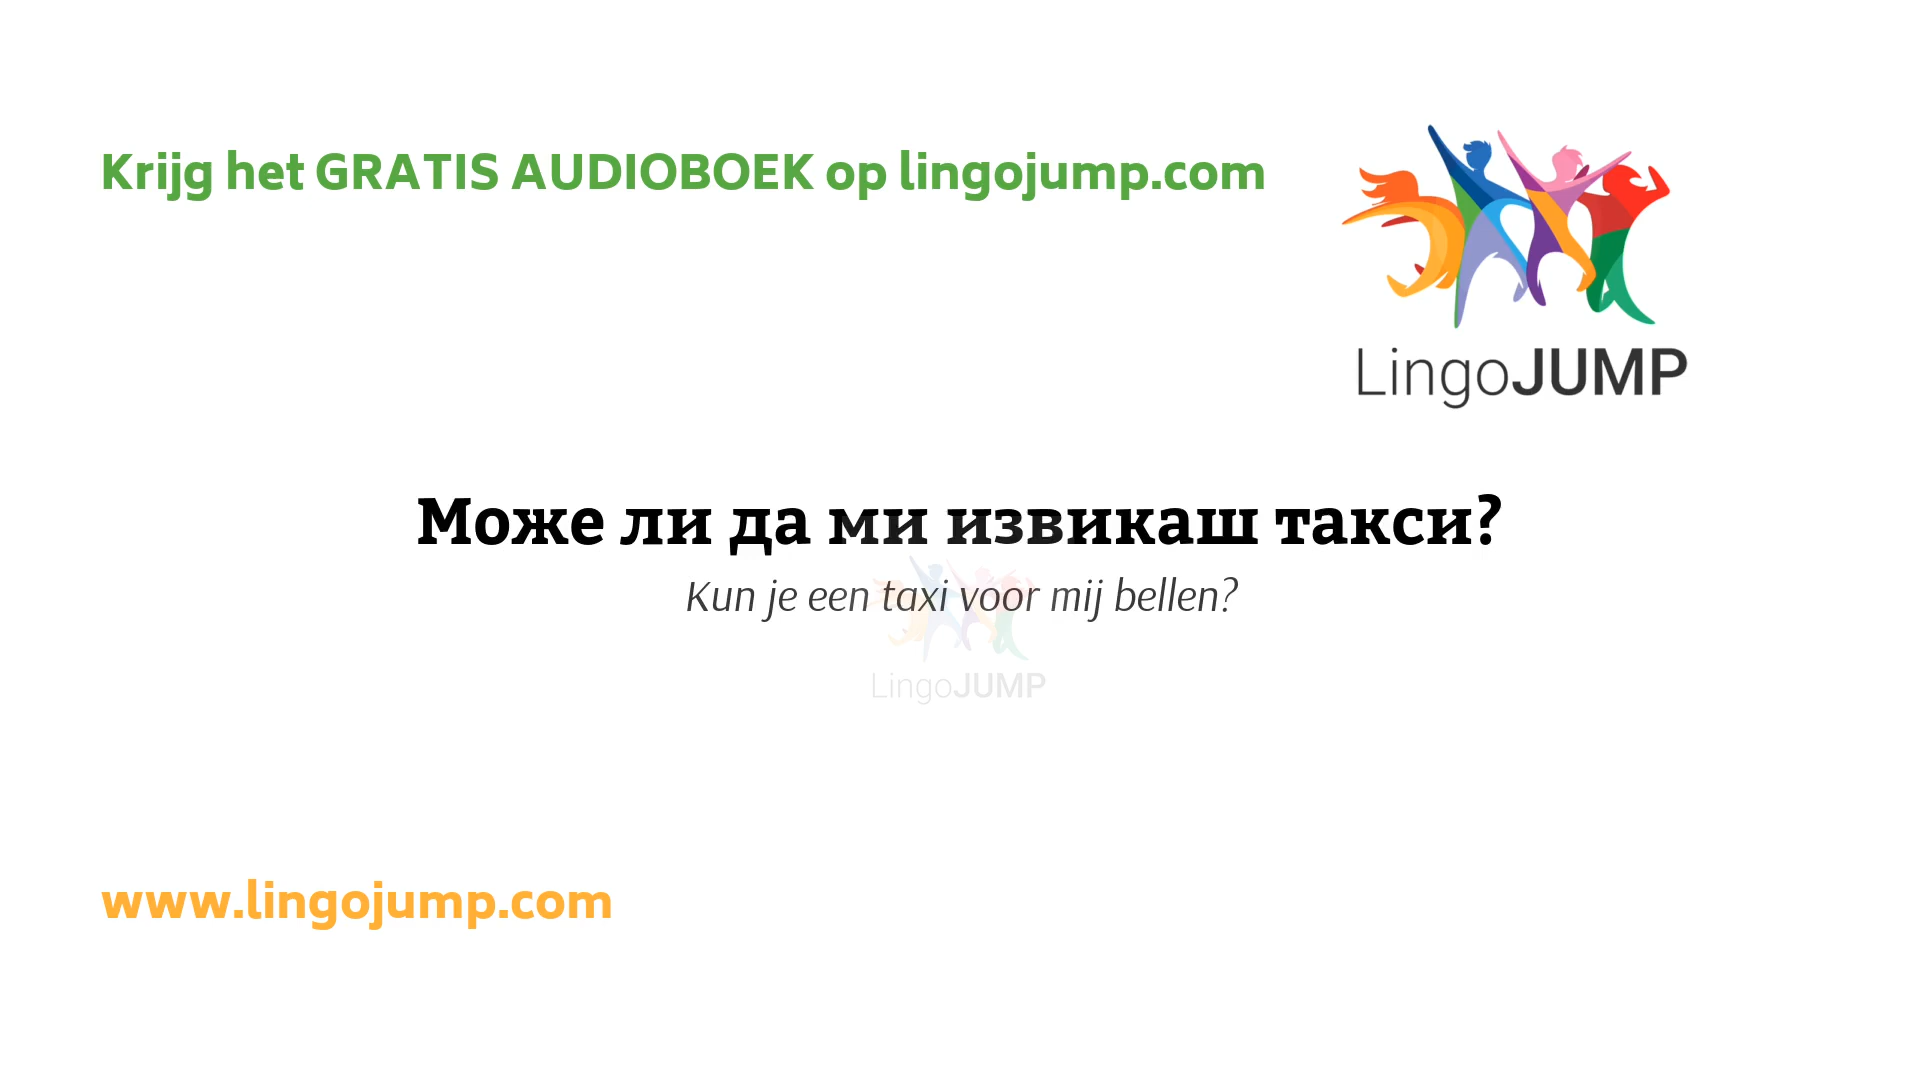 Krijg het GRATIS AUDIOBOEK op lingojump.com
LingoJUMP
Може ли да ми извикаш такси?
Kun je een taxi voor mij bellen?
LingoJUMP
www.lingojump.com